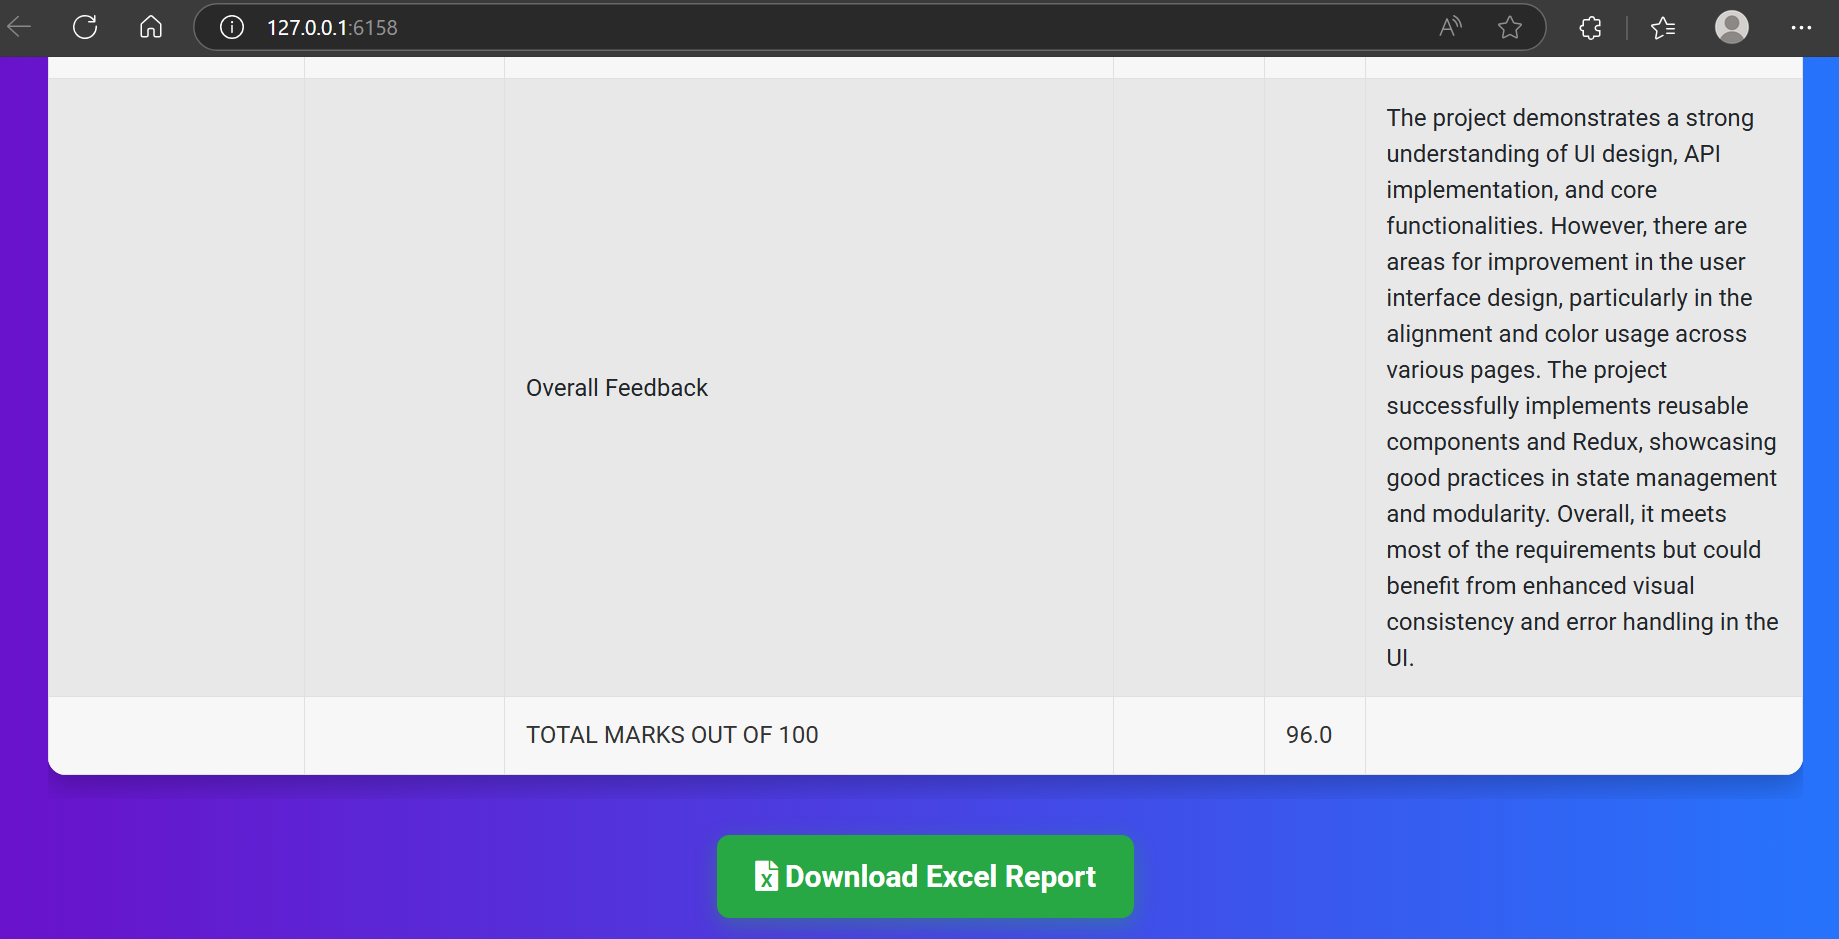 127.0.0.1:6158
The project demonstrates a strong
understanding of UI design, API
implementation, and core
functionalities. However, there are
areas for improvement in the user
interface design, particularly in the
alignment and color usage across
various pages. The project
Overall Feedback
successfully implements reusable
components and Redux, showcasing
good practices in state management
and modularity. Overall, it meets
most of the requirements but could
benefit from enhanced visual
consistency and error handling in the
UI.
TOTAL MARKS OUT OF 100
96.0
Download Excel Report